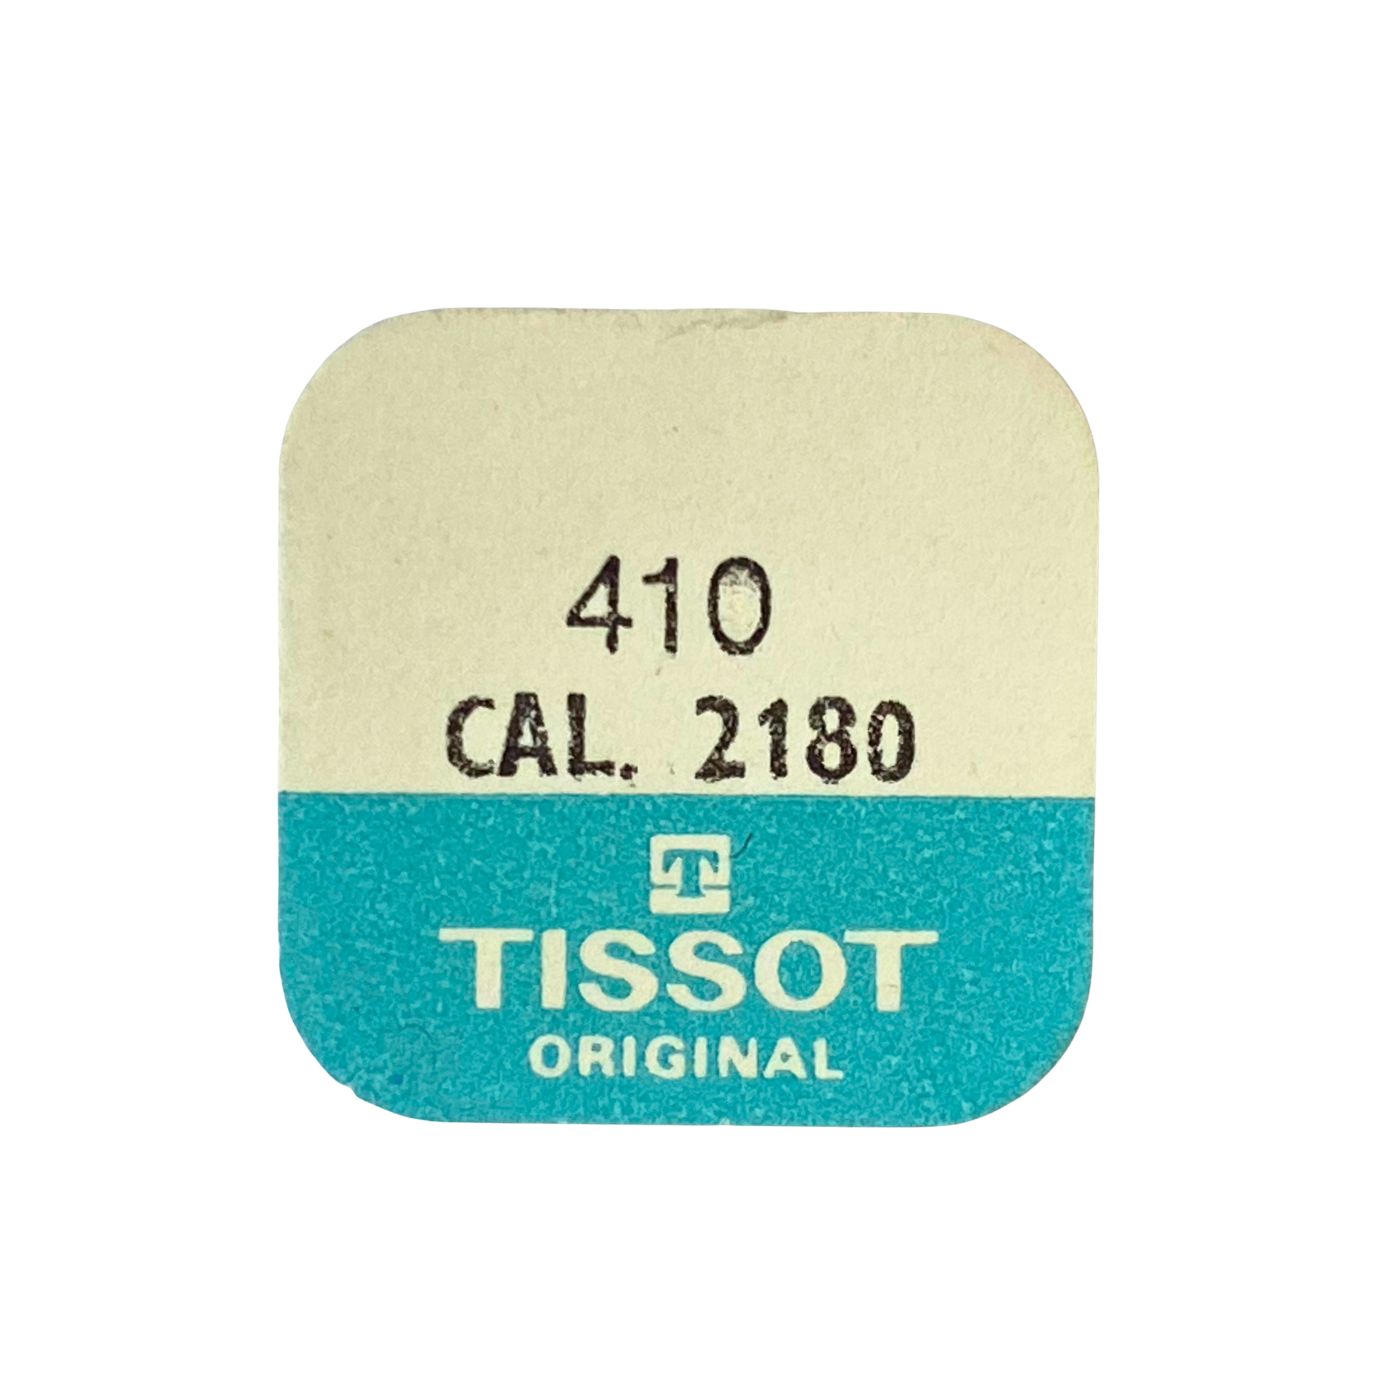 410
CAL. 2180
T
TISSOT
ORIGINAL